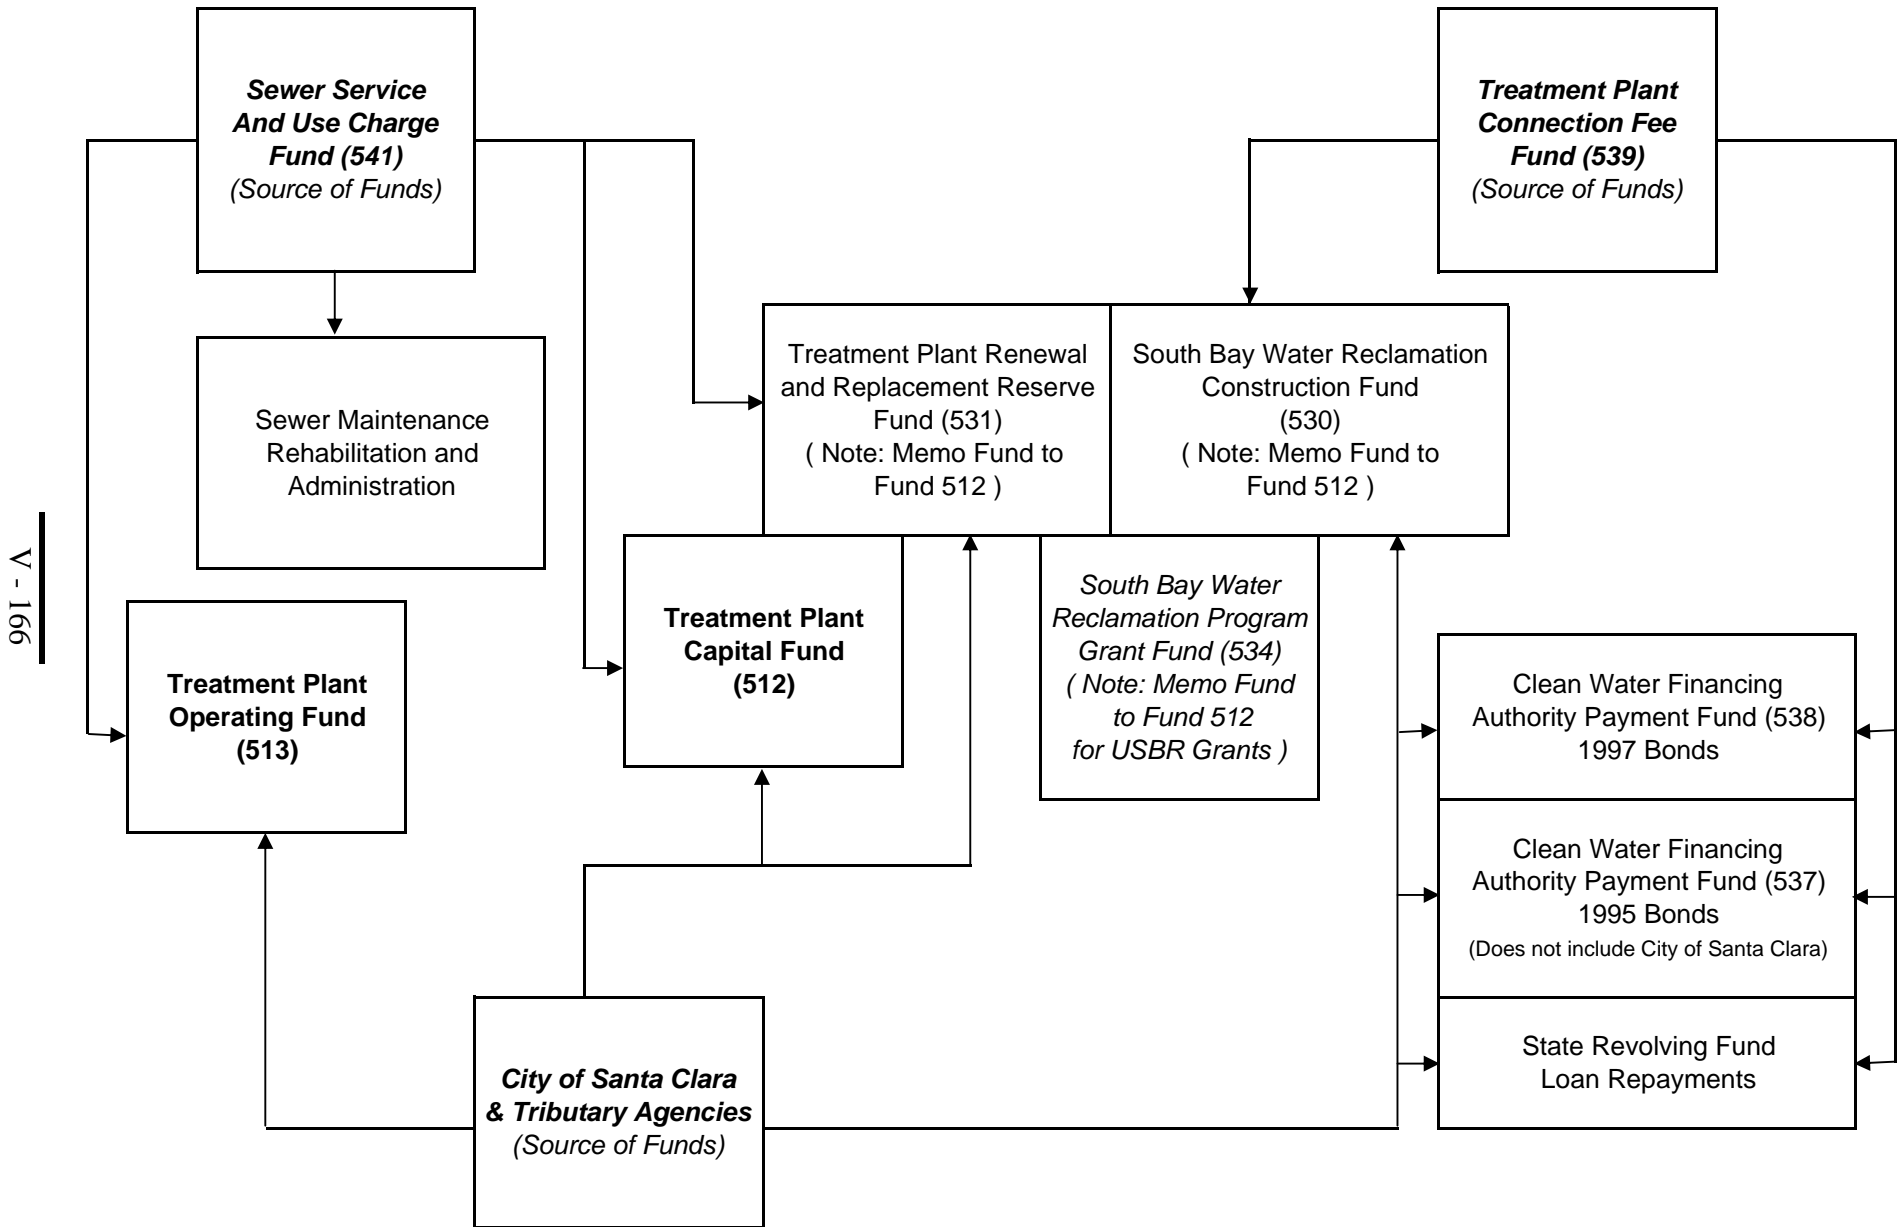 Sewer Service
And Use Charge
Fund (541)
(Source of Funds)
Treatment Plant
Connection Fee
Fund (539)
(Source of Funds)
Sewer Maintenance
Rehabilitation and
Administration
Treatment Plant Renewal
and Replacement Reserve
Fund (531)
( Note: Memo Fund to
Fund 512 )
South Bay Water Reclamation
Construction Fund
(530)
( Note: Memo Fund to
Fund 512 )
Treatment Plant
Operating Fund
(513)
Treatment Plant
Capital Fund
(512)
South Bay Water
Reclamation Program
Grant Fund (534)
( Note: Memo Fund
to Fund 512
for USBR Grants )
Clean Water Financing
Authority Payment Fund (538)
1997 Bonds
Clean Water Financing
Authority Payment Fund (537)
1995 Bonds
(Does not include City of Santa Clara)
State Revolving Fund
Loan Repayments
City of Santa Clara
& Tributary Agencies
(Source of Funds)
V - 166